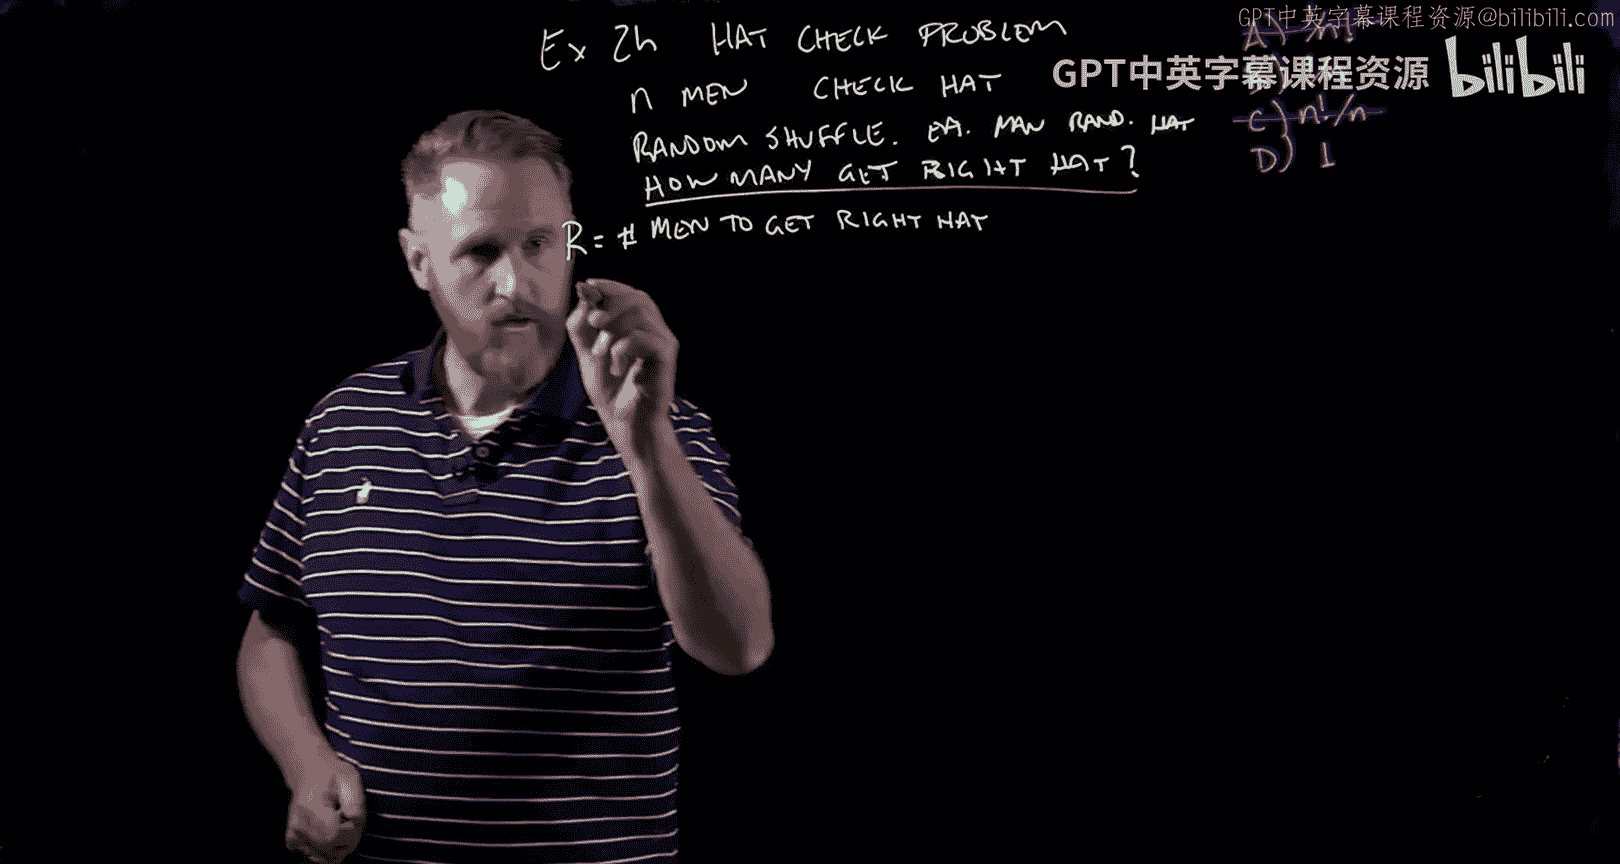 GPT中英字幕课程资源@bilibili.com
Ex 2h HAT CHECK PROBLEM
A) n!
n MEN CHECK HAT
GPT中英字幕课程资源 bilibili
RANDOM SHUFFLE. EA. MAN RAND. HAT
C) n!/n
HOW MANY GET RIGHT HAT?
D) 1
R = # MEN TO GET RIGHT HAT